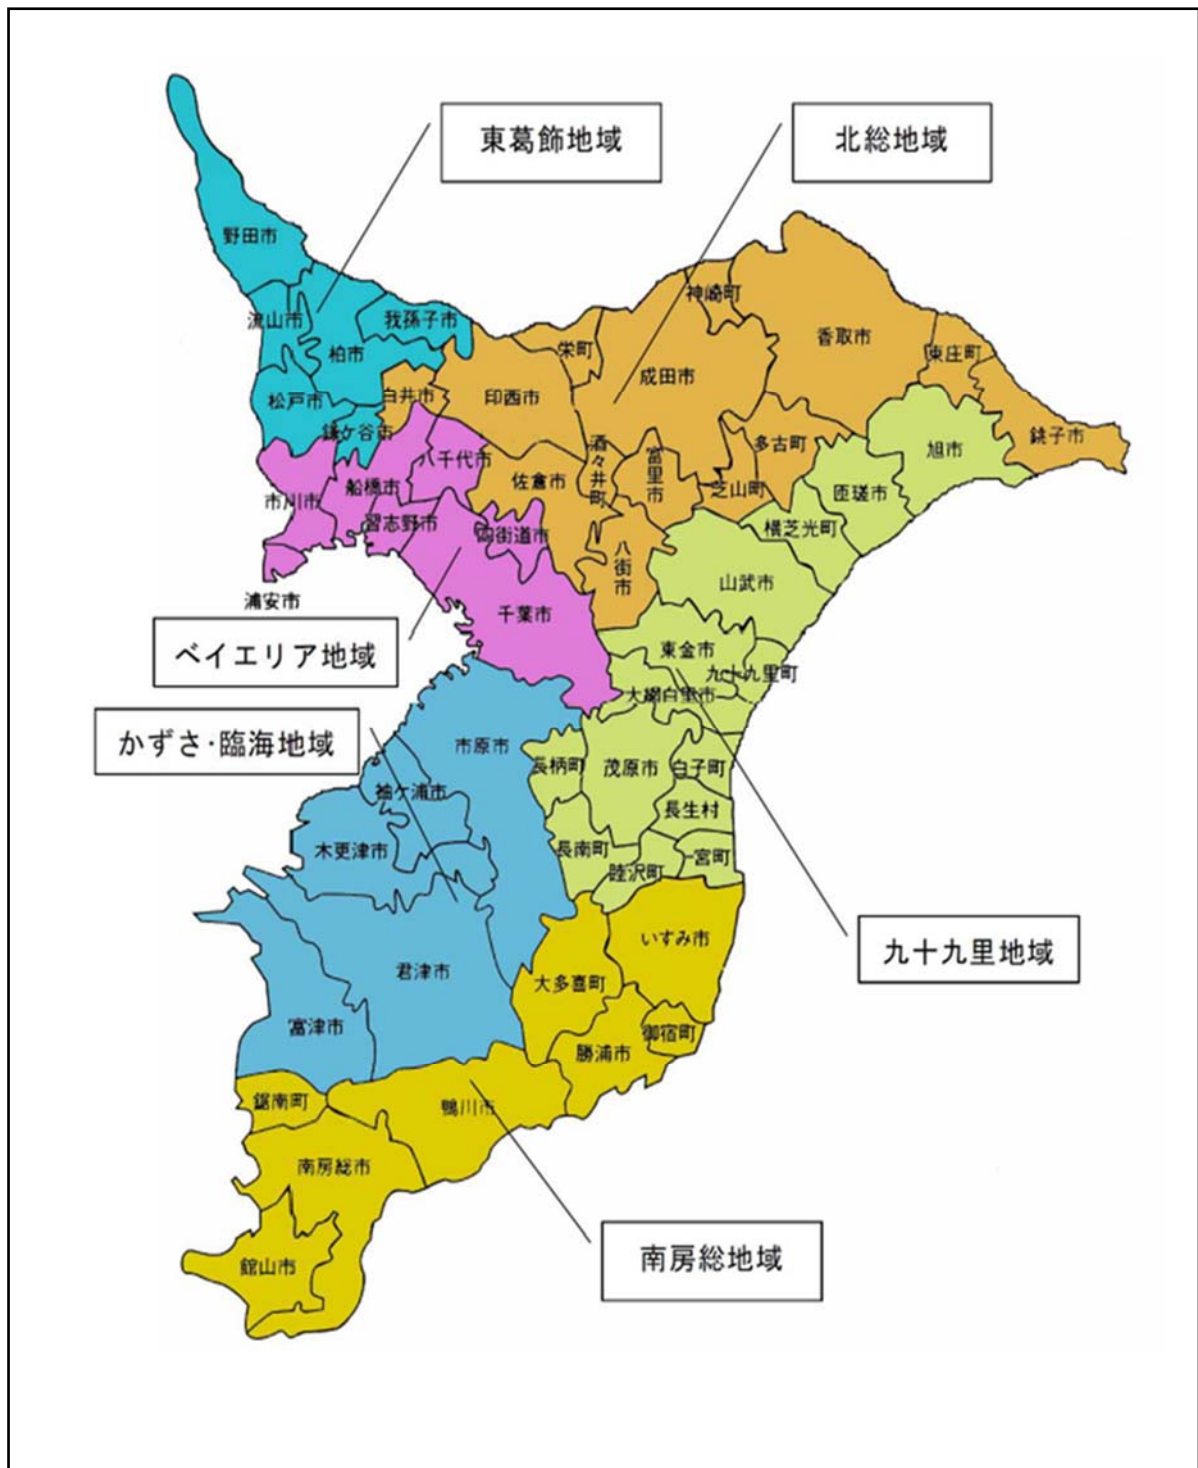 東葛飾地域
北総地域
野田市
流山市
我孫子市
柏市
松戸市
鎌ケ谷市
白井市
印西市
栄町
成田市
神崎町
香取市
東庄町
銚子市
旭市
匝瑳市
多古町
芝山町
横芝光町
富里市
酒々井町
佐倉市
八街市
八千代市
船橋市
市川市
習志野市
四街道市
浦安市
千葉市
山武市
東金市
九十九里町
大網白里市
ベイエリア地域
かずさ・臨海地域
市原市
袖ケ浦市
木更津市
長柄町
茂原市
白子町
長生村
長南町
睦沢町
一宮町
九十九里地域
君津市
富津市
いすみ市
大多喜町
勝浦市
御宿町
鋸南町
鴨川市
南房総市
館山市
南房総地域